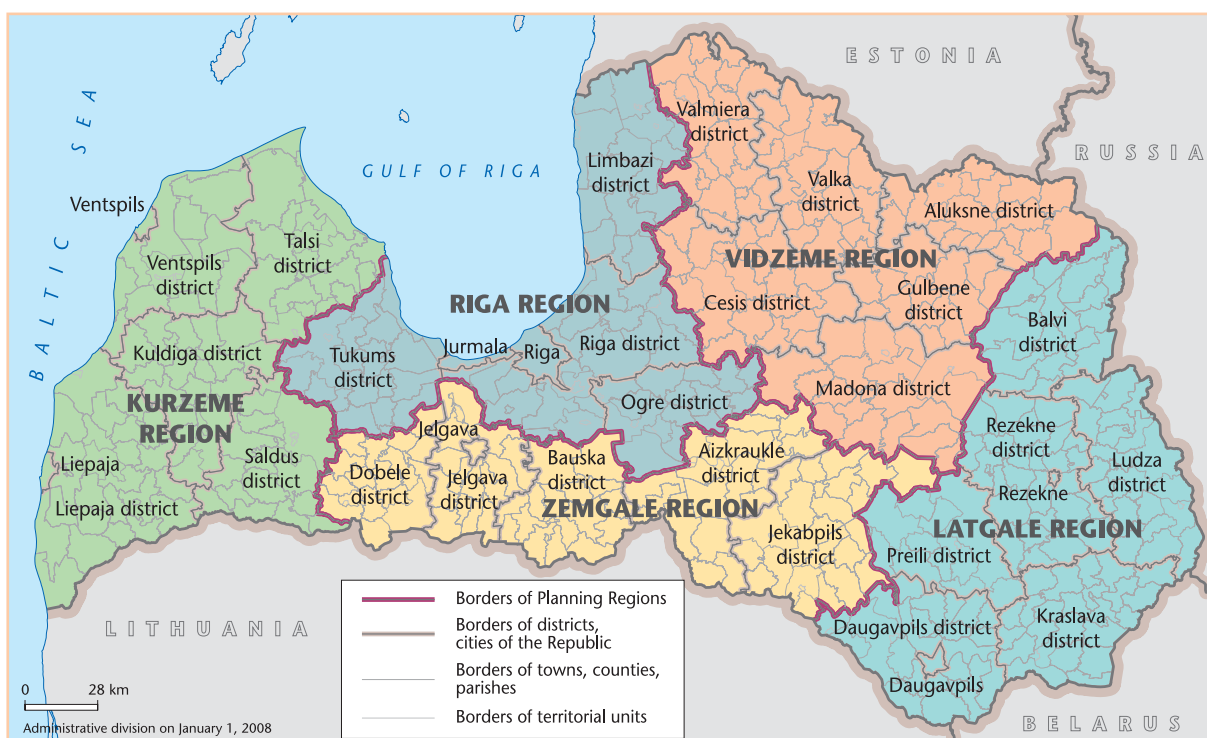 ESTONIA
RUSSIA
BALTIC SEA
GULF OF RIGA
Valmiera
district
Limbazi
district
Valka
district
Aluksne district
Ventspils
Talsi
district
Ventspils
district
VIDZEME REGION
Gulbene
district
Cesis district
RIGA REGION
Balvi
district
Kuldiga district
Tukums
district
Jurmala
Riga
Riga district
Madona district
Ogre district
KURZEME
REGION
Jelgava
Rezekne
district
Liepaja
Saldus
district
Dobele
district
Jelgava
district
Bauska
district
Aizkraukle
district
Ludza
district
Rezekne
Liepaja district
ZEMGALE REGION
LATGALE REGION
Jekabpils
district
Preili district
LITHUANIA
Daugavpils district
Kraslava
district
Daugavpils
BELARUS
Borders of Planning Regions
Borders of districts,
cities of the Republic
Borders of towns, counties,
parishes
Borders of territorial units
0 28 km
Administrative division on January 1, 2008